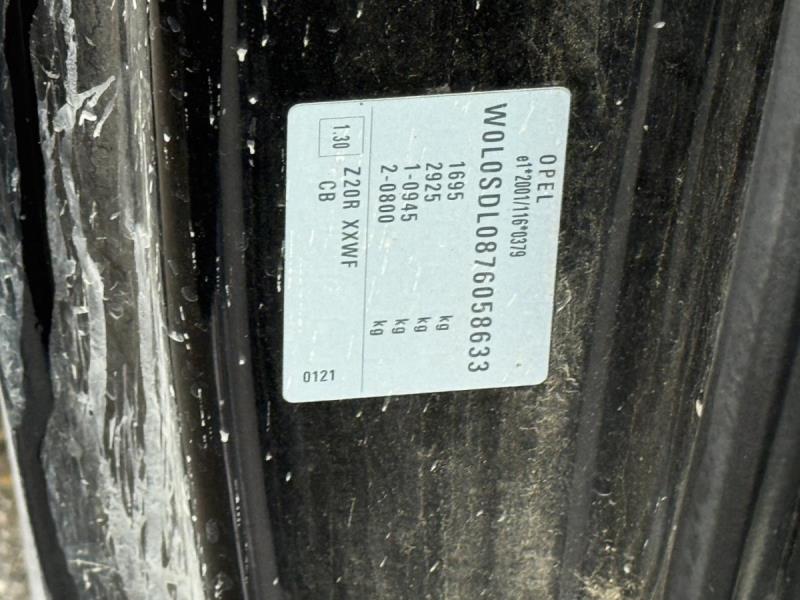 OPEL
e1*2001/116*0379
W0L0SDL0876058633
1695 kg
2925 kg
1-0945 kg
2-0800 kg
1.30 Z20R XXWF
CB
0121